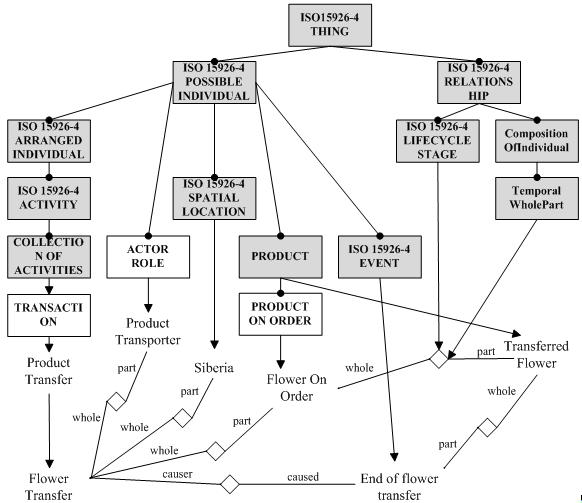 ISO15926-4
THING
ISO 15926-4
POSSIBLE
INDIVIDUAL
ISO 15926-4
RELATIONS
HIP
ISO 15926-4
ARRANGED
INDIVIDUAL
ISO 15926-4
LIFECYCLE
STAGE
Composition
OfIndividual
ISO 15926-4
ACTIVITY
ISO 15926-4
SPATIAL
LOCATION
Temporal
WholePart
COLLECTIO
N OF
ACTIVITIES
ACTOR
ROLE
PRODUCT
ISO 15926-4
EVENT
TRANSACTI
ON
PRODUCT
ON ORDER
Product
Transporter
Transferred
Flower
Product
Transfer
Siberia
Flower On
Order
whole
part
part
part
part
whole
whole
whole
whole
part
Flower
Transfer
causer
caused
End of flower
transfer